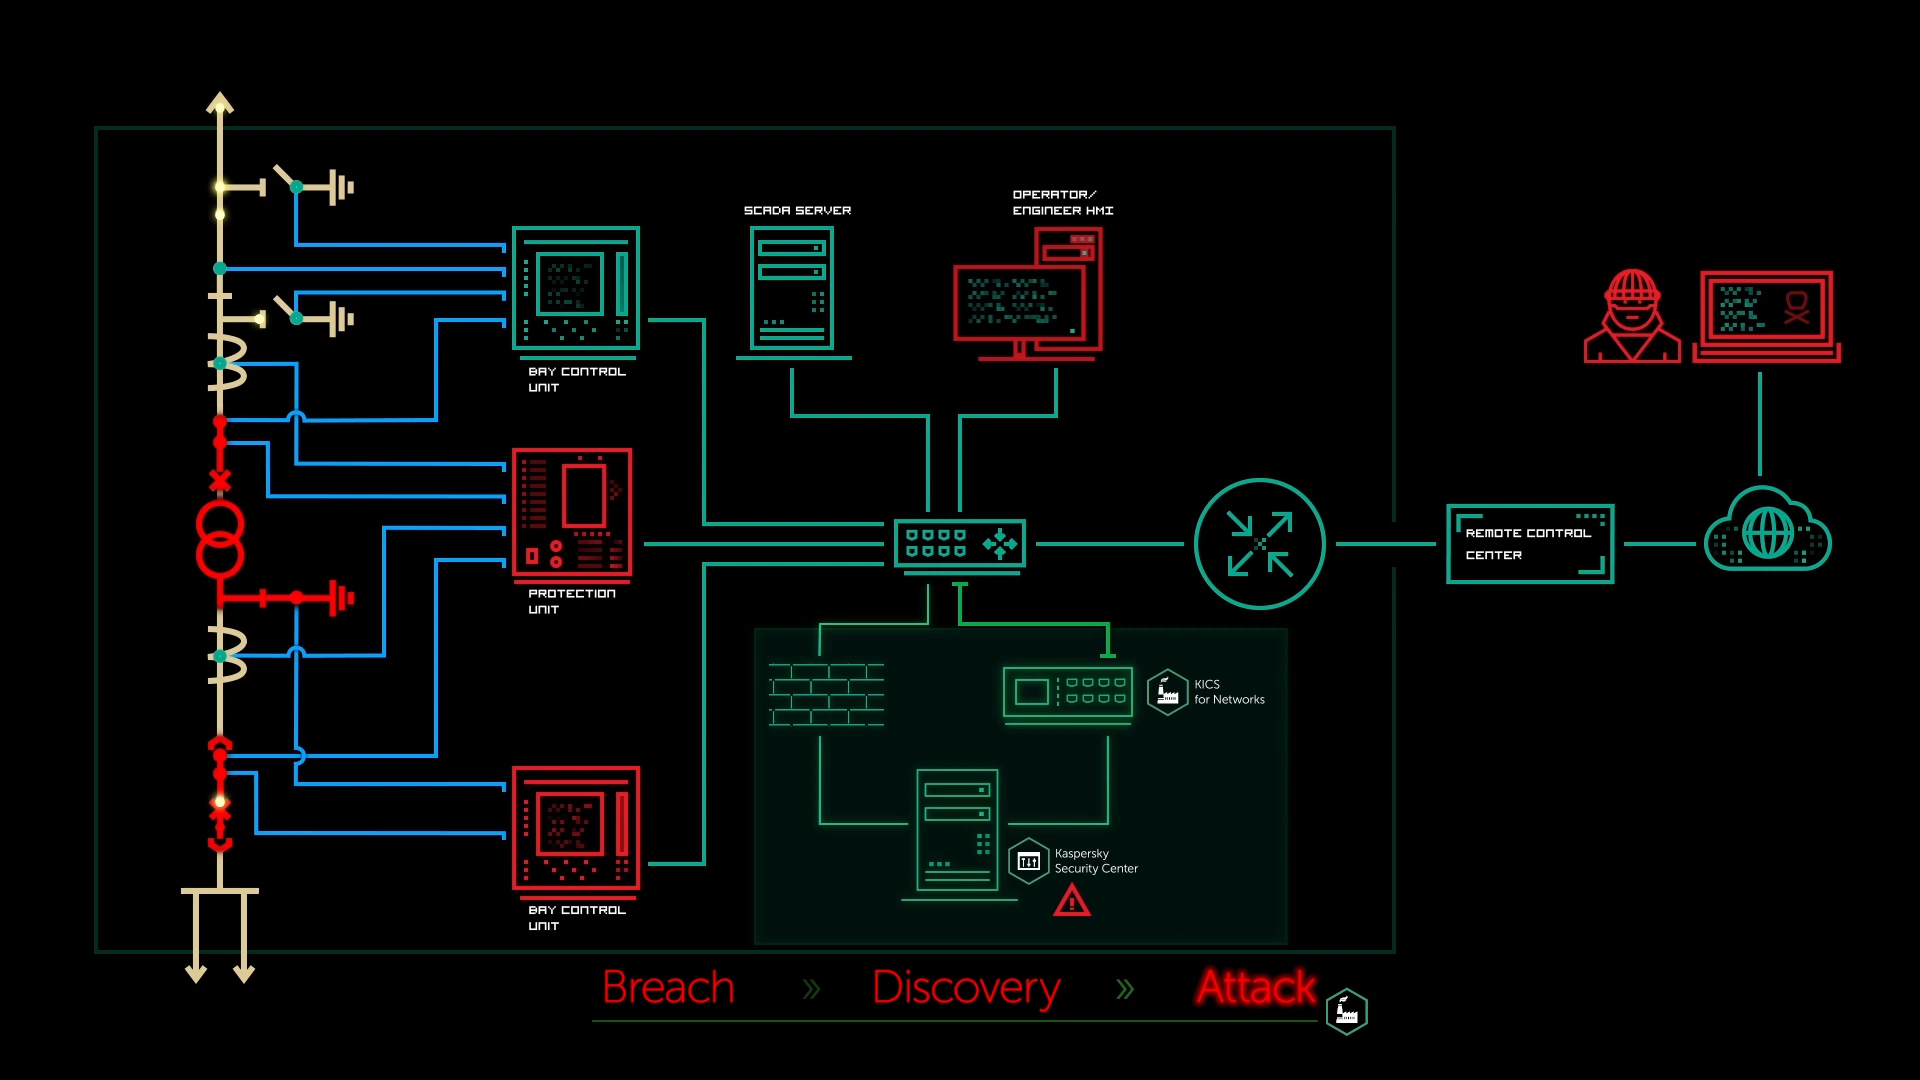 OPERATOR/
ENGINEER HMI
SCADA SERVER
BAY CONTROL
UNIT
REMOTE CONTROL
CENTER
PROTECTION
UNIT
KICS
for Networks
Kaspersky
Security Center
BAY CONTROL
UNIT
Breach » Discovery » Attack